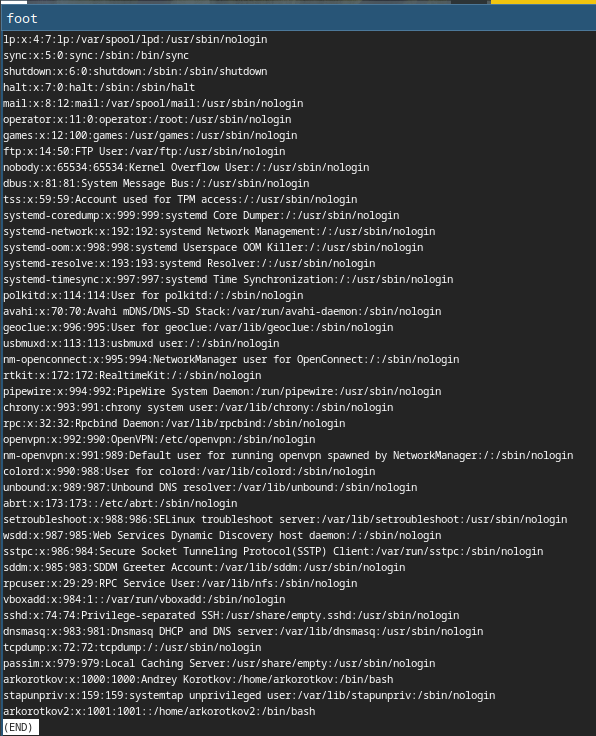 foot
lp:x:4:7:lp:/var/spool/lpd:/usr/sbin/nologin
sync:x:5:0:sync:/sbin:/bin/sync
shutdown:x:6:0:shutdown:/sbin:/sbin/shutdown
halt:x:7:0:halt:/sbin:/sbin/halt
mail:x:8:12:mail:/var/spool/mail:/usr/sbin/nologin
operator:x:11:0:operator:/root:/usr/sbin/nologin
games:x:12:100:games:/usr/games:/usr/sbin/nologin
ftp:x:14:50:FTP User:/var/ftp:/usr/sbin/nologin
nobody:x:65534:65534:Kernel Overflow User:/:/usr/sbin/nologin
dbus:x:81:81:System Message Bus:/:/usr/sbin/nologin
tss:x:59:59:Account used for TPM access:/:/usr/sbin/nologin
systemd-coredump:x:999:999:systemd Core Dumper:/:/usr/sbin/nologin
systemd-network:x:192:192:systemd Network Management:/:/usr/sbin/nologin
systemd-oom:x:998:998:systemd Userspace OOM Killer:/:/usr/sbin/nologin
systemd-resolve:x:193:193:systemd Resolver:/:/usr/sbin/nologin
systemd-timesync:x:997:997:systemd Time Synchronization:/:/usr/sbin/nologin
polkitd:x:114:114:User for polkitd:/:/sbin/nologin
avahi:x:70:70:Avahi mDNS/DNS-SD Stack:/var/run/avahi-daemon:/sbin/nologin
geoclue:x:996:995:User for geoclue:/var/lib/geoclue:/sbin/nologin
usbmuxd:x:113:113:usbmuxd user:/:/sbin/nologin
nm-openconnect:x:995:994:NetworkManager user for OpenConnect:/:/sbin/nologin
rtkit:x:172:172:RealtimeKit:/:/sbin/nologin
pipewire:x:994:992:PipeWire System Daemon:/run/pipewire:/usr/sbin/nologin
chrony:x:993:991:chrony system user:/var/lib/chrony:/sbin/nologin
rpc:x:32:32:Rpcbind Daemon:/var/lib/rpcbind:/sbin/nologin
openvpn:x:992:990:OpenVPN:/etc/openvpn:/sbin/nologin
nm-openvpn:x:991:989:Default user for running openvpn spawned by NetworkManager:/:/sbin/nologin
colord:x:990:988:User for colord:/var/lib/colord:/sbin/nologin
unbound:x:989:987:Unbound DNS resolver:/var/lib/unbound:/sbin/nologin
abrt:x:173:173::/etc/abrt:/sbin/nologin
setroubleshoot:x:988:986:SELinux troubleshoot server:/var/lib/setroubleshoot:/usr/sbin/nologin
wsdd:x:987:985:Web Services Dynamic Discovery host daemon:/:/sbin/nologin
sstpc:x:986:984:Secure Socket Tunneling Protocol(SSTP) Client:/var/run/sstpc:/sbin/nologin
sddm:x:985:983:SDDM Greeter Account:/var/lib/sddm:/usr/sbin/nologin
rpcuser:x:29:29:RPC Service User:/var/lib/nfs:/sbin/nologin
vboxadd:x:984:1::/var/run/vboxadd:/sbin/nologin
sshd:x:74:74:Privilege-separated SSH:/usr/share/empty.sshd:/usr/sbin/nologin
dnsmasq:x:983:981:Dnsmasq DHCP and DNS server:/var/lib/dnsmasq:/usr/sbin/nologin
tcpdump:x:72:72:tcpdump:/:/usr/sbin/nologin
passim:x:979:979:Local Caching Server:/usr/share/empty:/usr/sbin/nologin
arkorotkov:x:1000:1000:Andrey Korotkov:/home/arkorotkov:/bin/bash
stapunpriv:x:159:159:systemtap unprivileged user:/var/lib/stapunpriv:/sbin/nologin
arkorotkov2:x:1001:1001::/home/arkorotkov2:/bin/bash
(END)